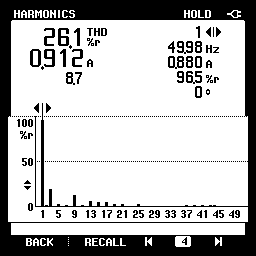 HARMONICS HOLD
26.1 THD %r
0.912 A
8.7
1
49.98 Hz
0.880 A
96.5 %r
0 °
100
%r
50
0
1 5 9 13 17 21 25 29 33 37 41 45 49
BACK RECALL 4